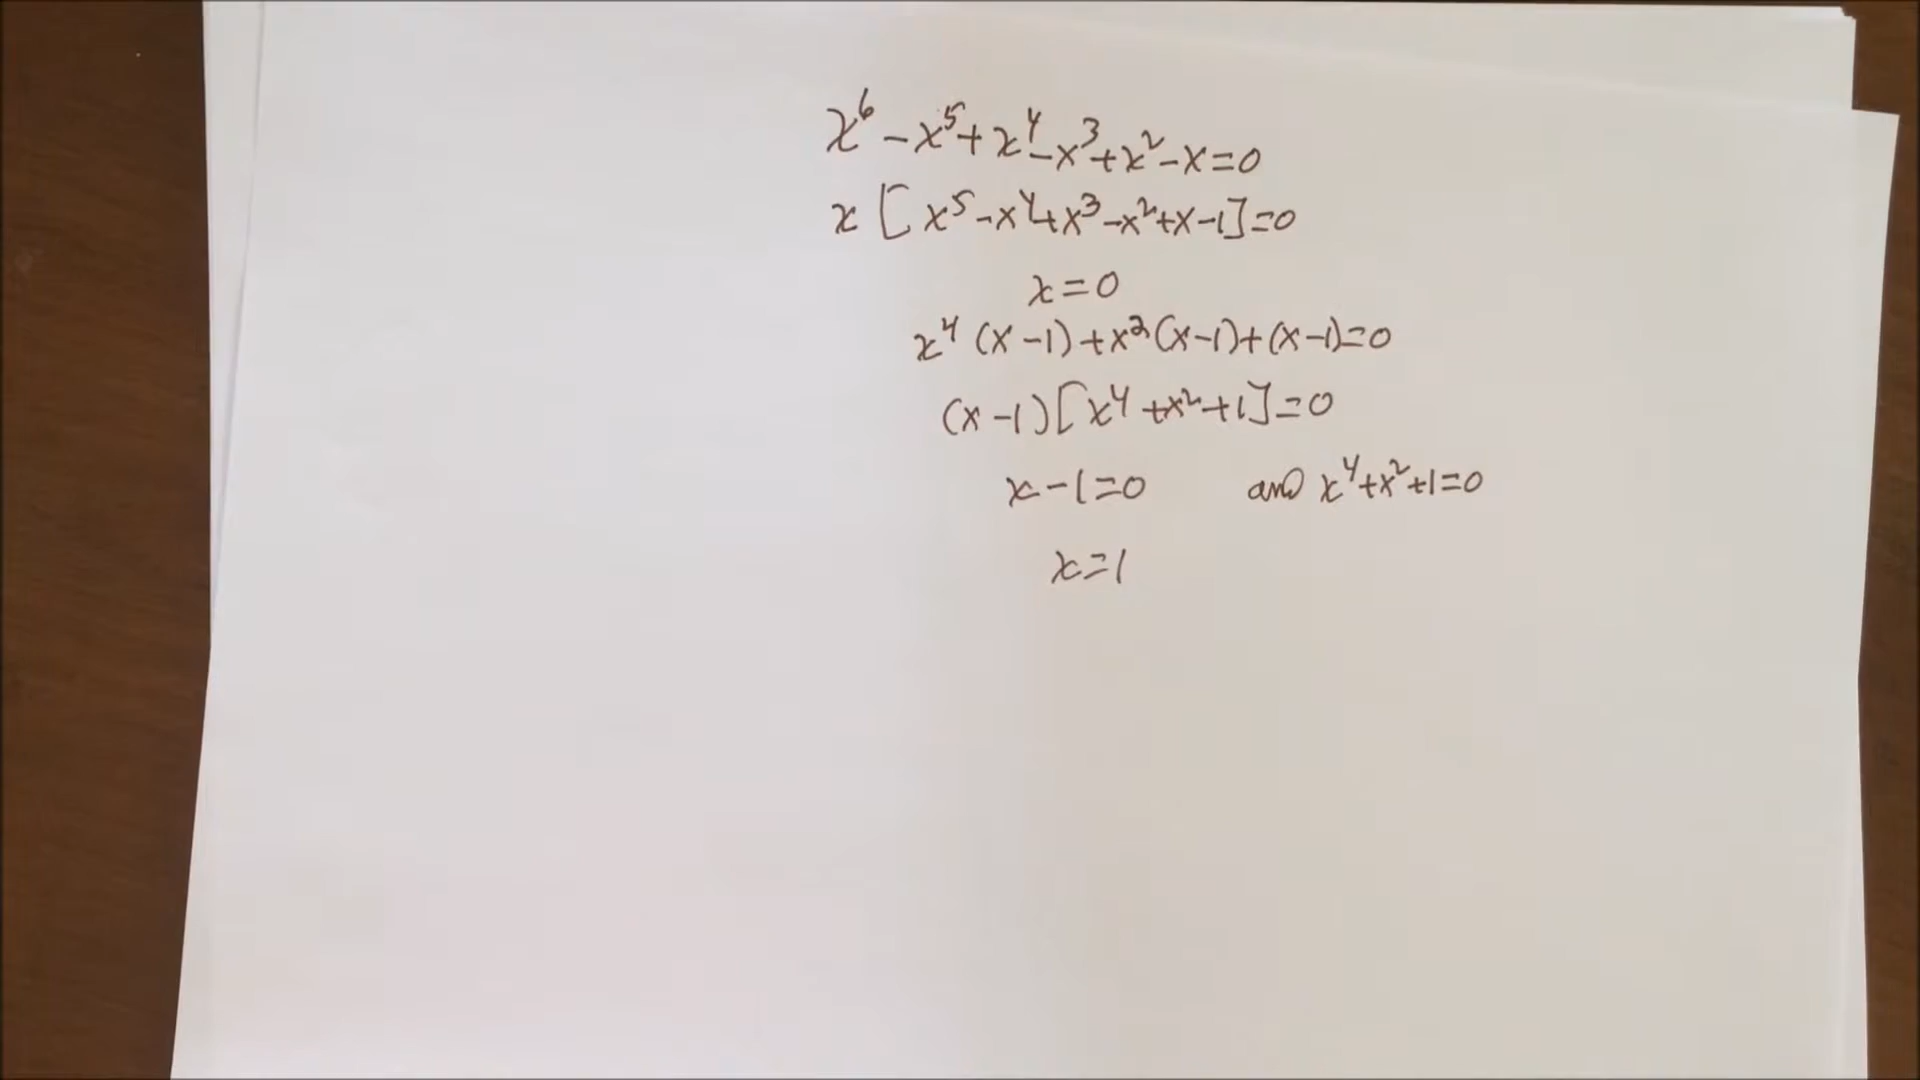 x⁶ - x⁵ + x⁴ - x³ + x² - x = 0
x [ x⁵ - x⁴ + x³ - x² + x - 1 ] = 0
x = 0
x⁴ (x - 1) + x² (x - 1) + (x - 1) = 0
(x - 1) [ x⁴ + x² + 1 ] = 0
x - 1 = 0 and x⁴ + x² + 1 = 0
x = 1